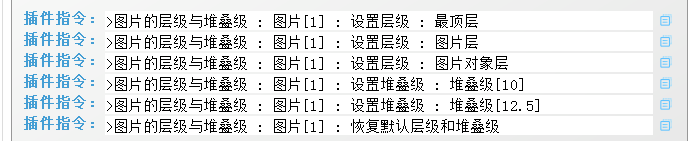 插件指令：>图片的层级与堆叠级 : 图片[1] : 设置层级 : 最顶层
插件指令：>图片的层级与堆叠级 : 图片[1] : 设置层级 : 图片层
插件指令：>图片的层级与堆叠级 : 图片[1] : 设置层级 : 图片对象层
插件指令：>图片的层级与堆叠级 : 图片[1] : 设置堆叠级 : 堆叠级[10]
插件指令：>图片的层级与堆叠级 : 图片[1] : 设置堆叠级 : 堆叠级[12.5]
插件指令：>图片的层级与堆叠级 : 图片[1] : 恢复默认层级和堆叠级